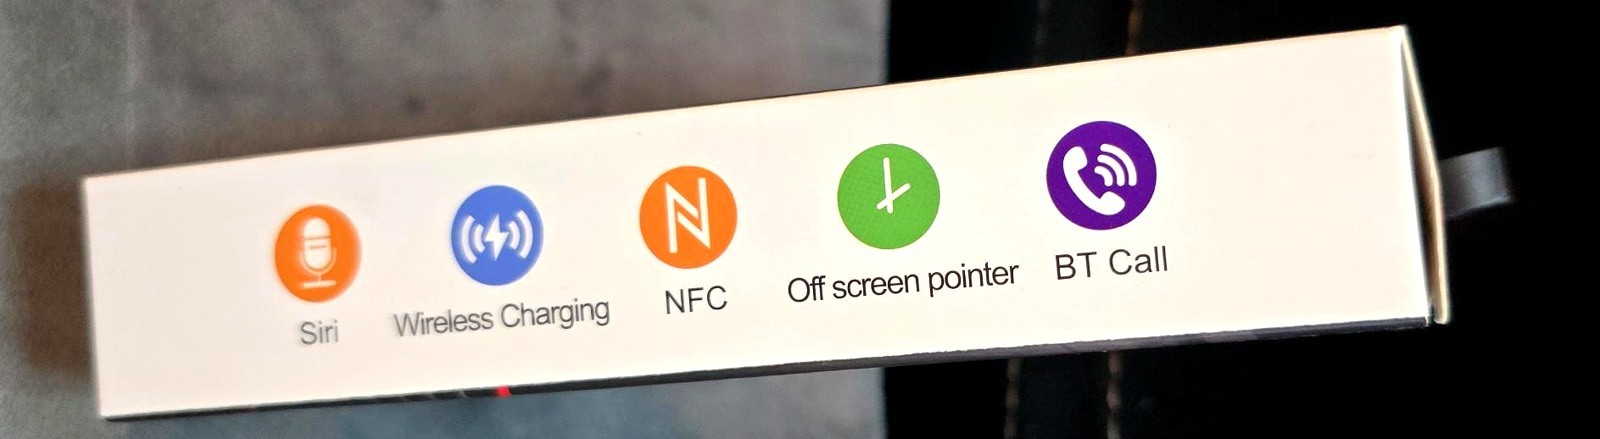 Siri
Wireless Charging
NFC
Off screen pointer
BT Call